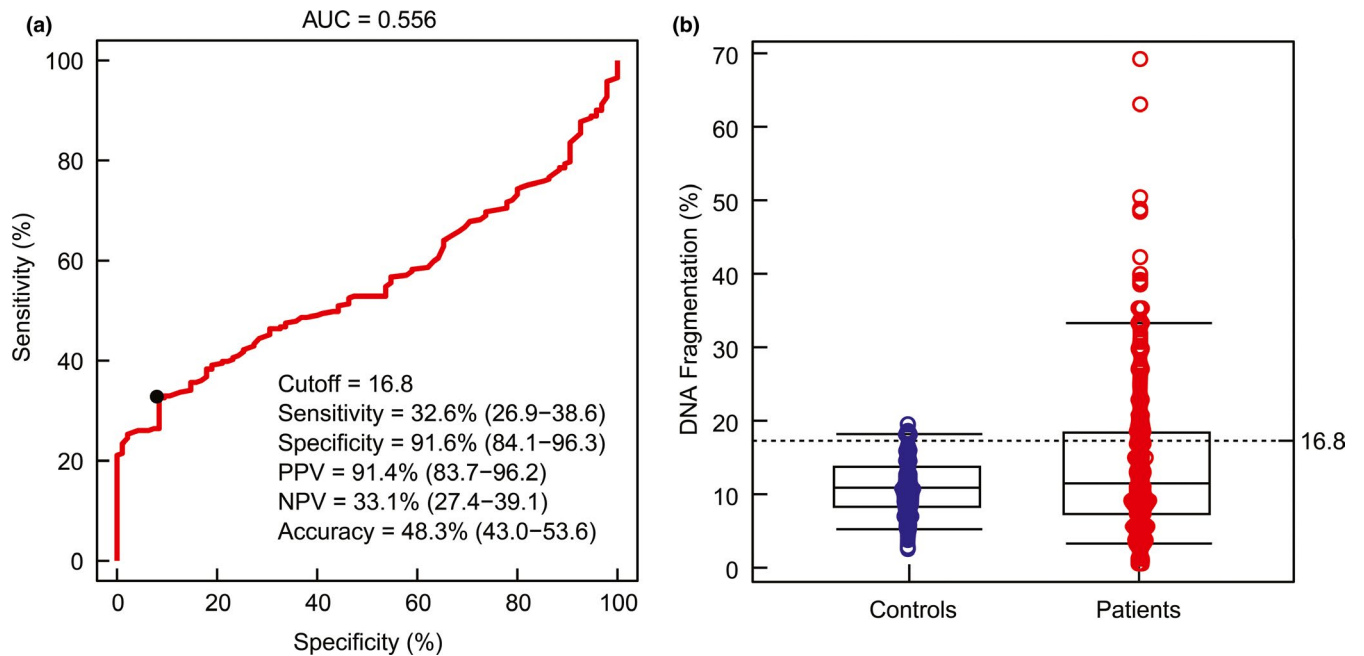 (a)
AUC = 0.556
100
80
60
40
20
0
Sensitivity (%)
Cutoff = 16.8
Sensitivity = 32.6% (26.9−38.6)
Specificity = 91.6% (84.1−96.3)
PPV = 91.4% (83.7−96.2)
NPV = 33.1% (27.4−39.1)
Accuracy = 48.3% (43.0−53.6)
0 20 40 60 80 100
Specificity (%)
(b)
70
60
50
40
30
20
10
0
DNA Fragmentation (%)
16.8
Controls Patients